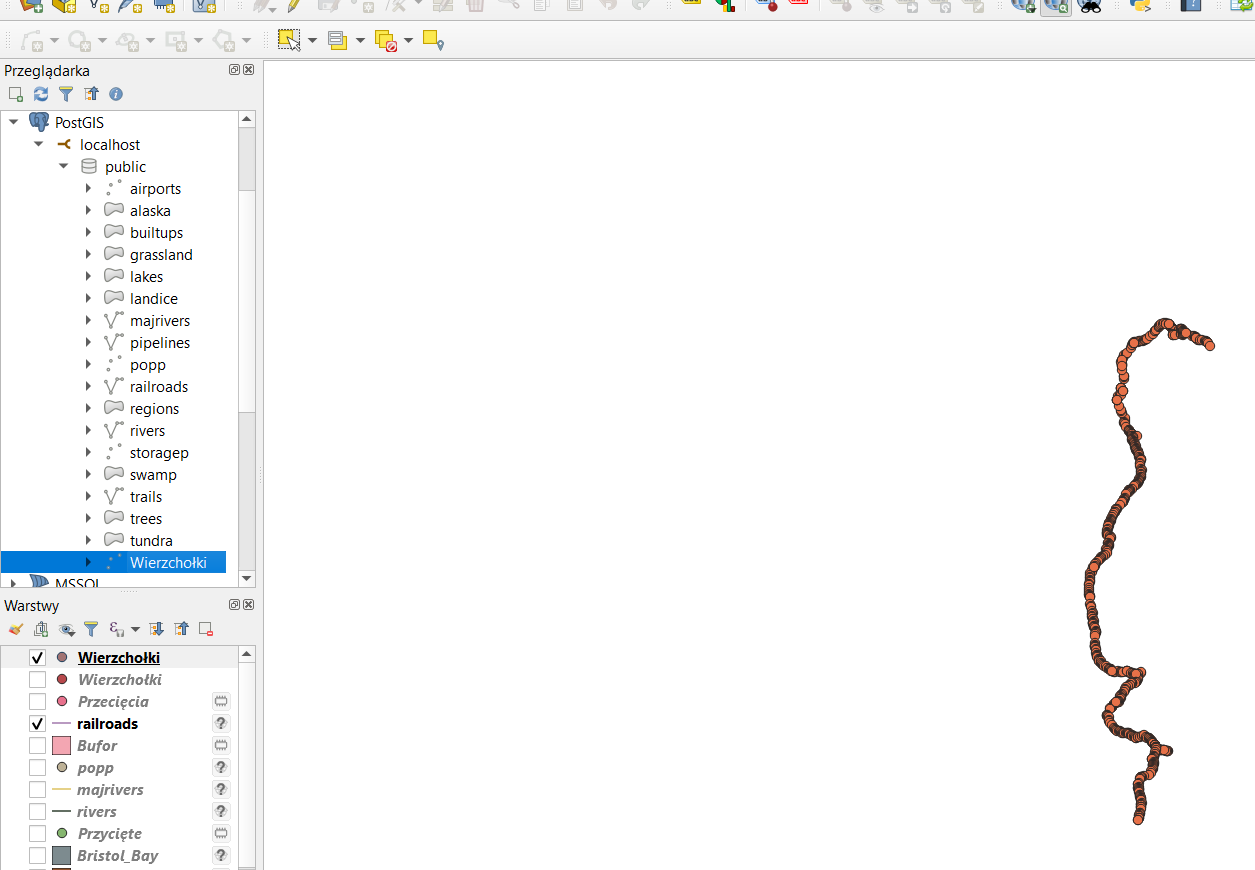 Przeglądarka
PostGIS
localhost
public
airports
alaska
builtups
grassland
lakes
landice
majrivers
pipelines
popp
railroads
regions
rivers
storagep
swamp
trails
trees
tundra
Wierzchołki
MSSQL
Warstwy
Wierzchołki
Wierzchołki
Przecięcia
railroads ?
Bufor
popp ?
majrivers ?
rivers ?
Przycięte
Bristol_Bay ?